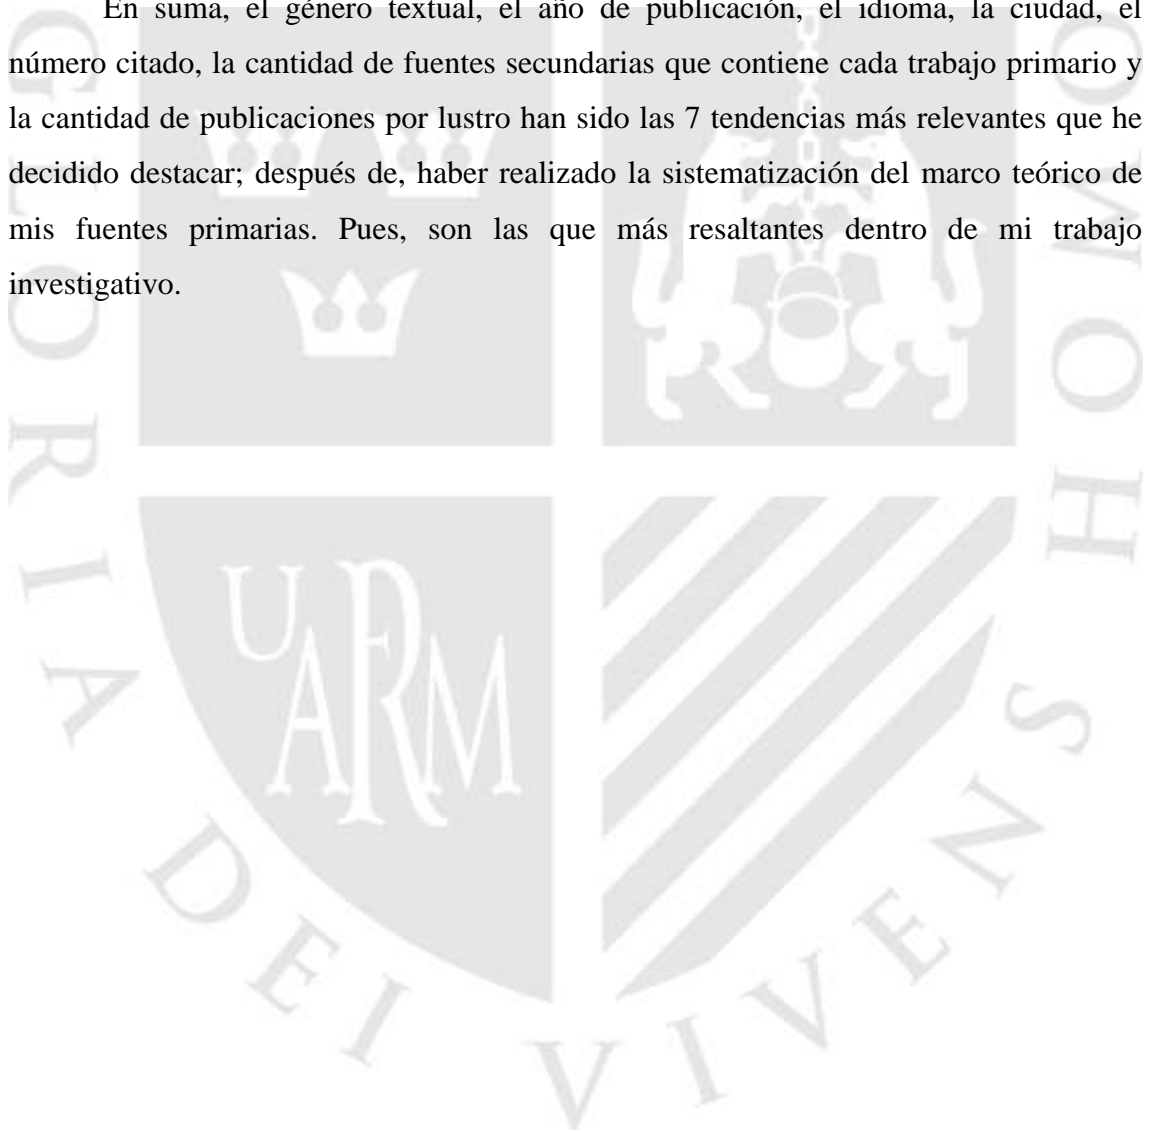 En suma, el género textual, el año de publicación, el idioma, la ciudad, el
número citado, la cantidad de fuentes secundarias que contiene cada trabajo primario y
la cantidad de publicaciones por lustro han sido las 7 tendencias más relevantes que he
decidido destacar; después de, haber realizado la sistematización del marco teórico de
mis fuentes primarias. Pues, son las que más resaltantes dentro de mi trabajo
investigativo.
GLORIA DEI VIVENS HOMO
UARM